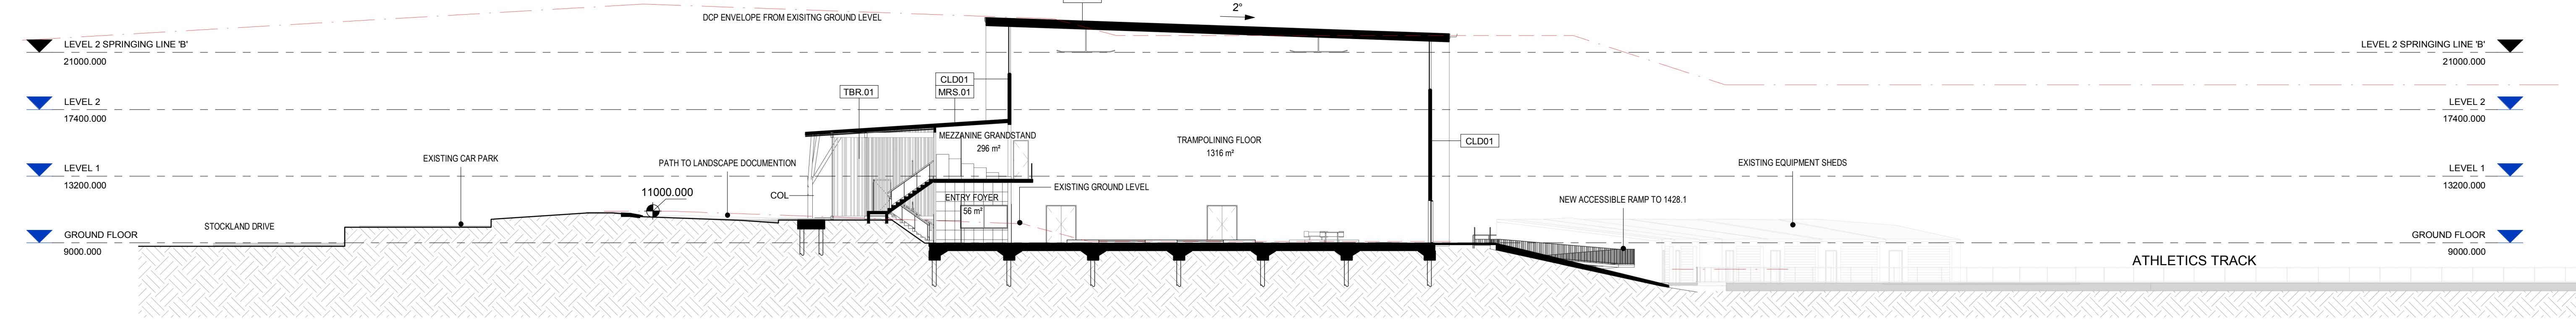 DCP ENVELOPE FROM EXISITNG GROUND LEVEL
2°
LEVEL 2 SPRINGING LINE 'B'
21000.000
LEVEL 2 SPRINGING LINE 'B'
21000.000
CLD01
MRS.01
TBR.01
LEVEL 2
17400.000
LEVEL 2
17400.000
MEZZANINE GRANDSTAND
296 m²
TRAMPOLINING FLOOR
1316 m²
CLD01
EXISTING CAR PARK
PATH TO LANDSCAPE DOCUMENTION
EXISTING EQUIPMENT SHEDS
LEVEL 1
13200.000
LEVEL 1
13200.000
11000.000
COL
EXISTING GROUND LEVEL
ENTRY FOYER
56 m²
NEW ACCESSIBLE RAMP TO 1428.1
STOCKLAND DRIVE
GROUND FLOOR
9000.000
GROUND FLOOR
9000.000
ATHLETICS TRACK